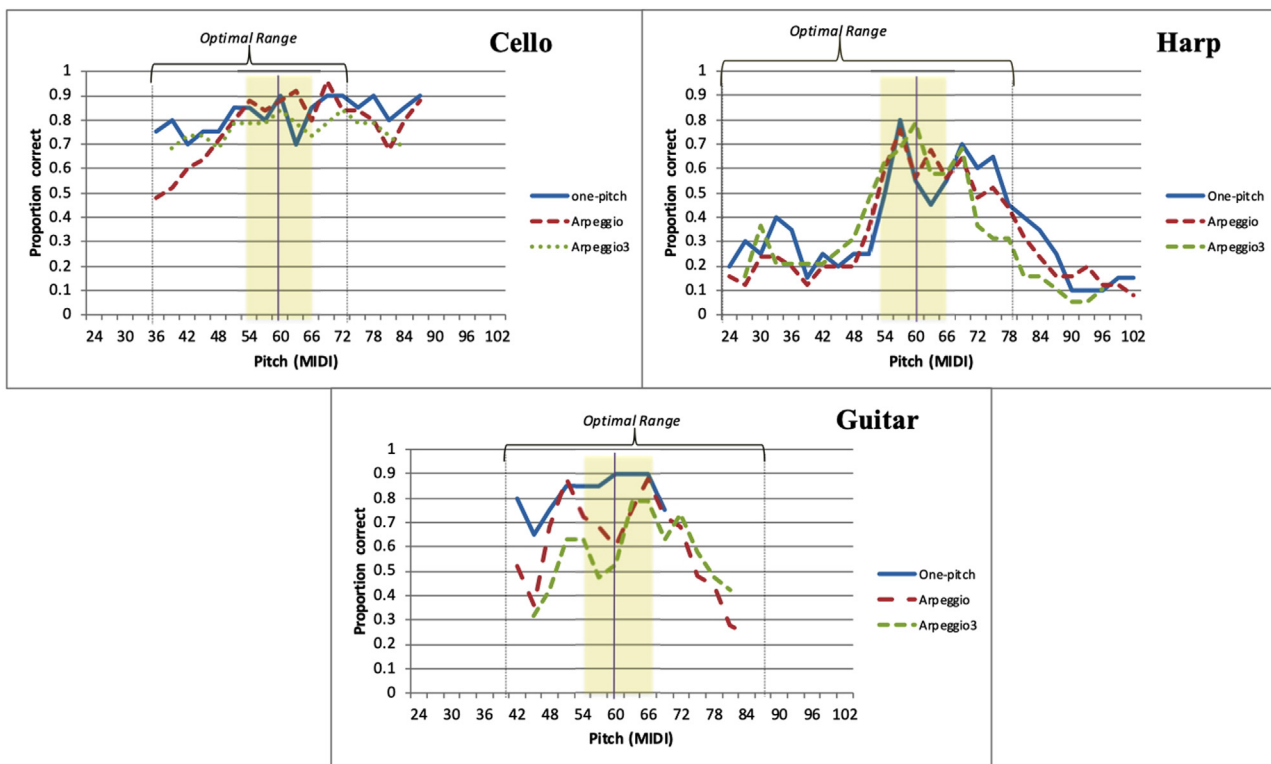 Optimal Range
Cello
Proportion correct
1
0.9
0.8
0.7
0.6
0.5
0.4
0.3
0.2
0.1
0
24 30 36 42 48 54 60 66 72 78 84 90 96 102
Pitch (MIDI)
one-pitch
Arpeggio
Arpeggio3
Optimal Range
Harp
Proportion correct
1
0.9
0.8
0.7
0.6
0.5
0.4
0.3
0.2
0.1
0
24 30 36 42 48 54 60 66 72 78 84 90 96 102
Pitch (MIDI)
One-pitch
Arpeggio
Arpeggio3
Optimal Range
Guitar
Proportion correct
1
0.9
0.8
0.7
0.6
0.5
0.4
0.3
0.2
0.1
0
24 30 36 42 48 54 60 66 72 78 84 90 96 102
Pitch (MIDI)
One-pitch
Arpeggio
Arpeggio3